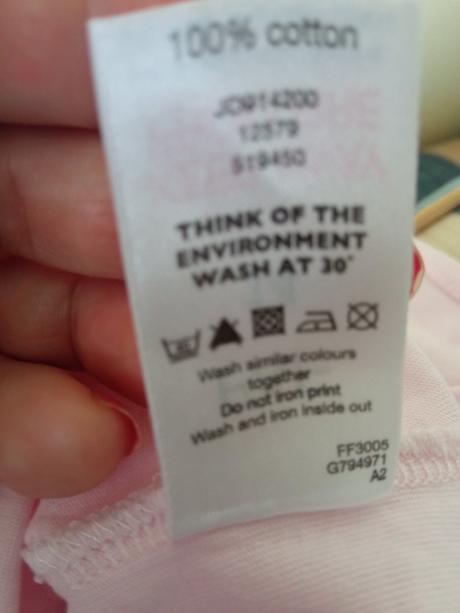 100% cotton
JD914200
12579
S19450
THINK OF THE
ENVIRONMENT
WASH AT 30°
Wash similar colours
together
Do not iron print
Wash and iron inside out
FF3005
G794971
A2